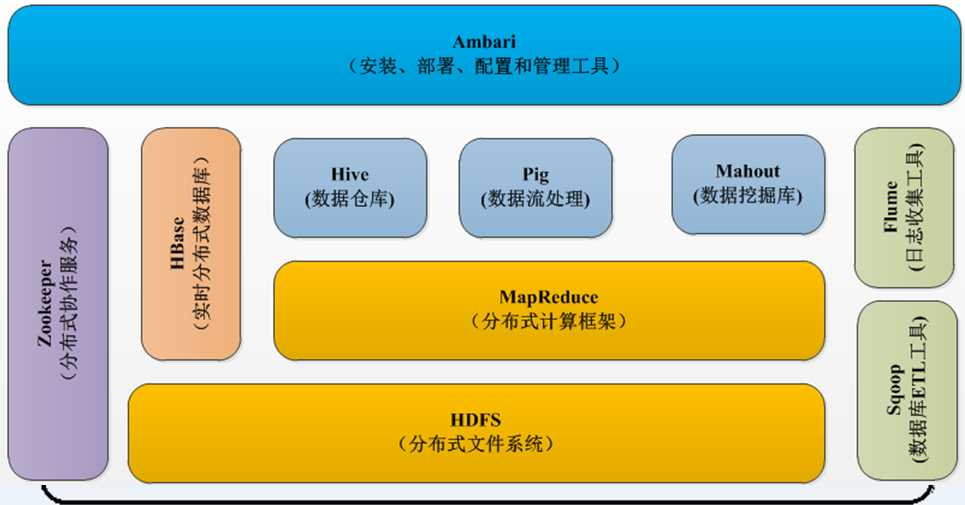 Ambari
（安装、部署、配置和管理工具）
Zookeeper
（分布式协作服务）
HBase
（实时分布式数据库）
Hive
(数据仓库)
Pig
(数据流处理)
Mahout
(数据挖掘库)
Flume
(日志收集工具)
MapReduce
（分布式计算框架）
Sqoop
(数据库ETL工具)
HDFS
（分布式文件系统）